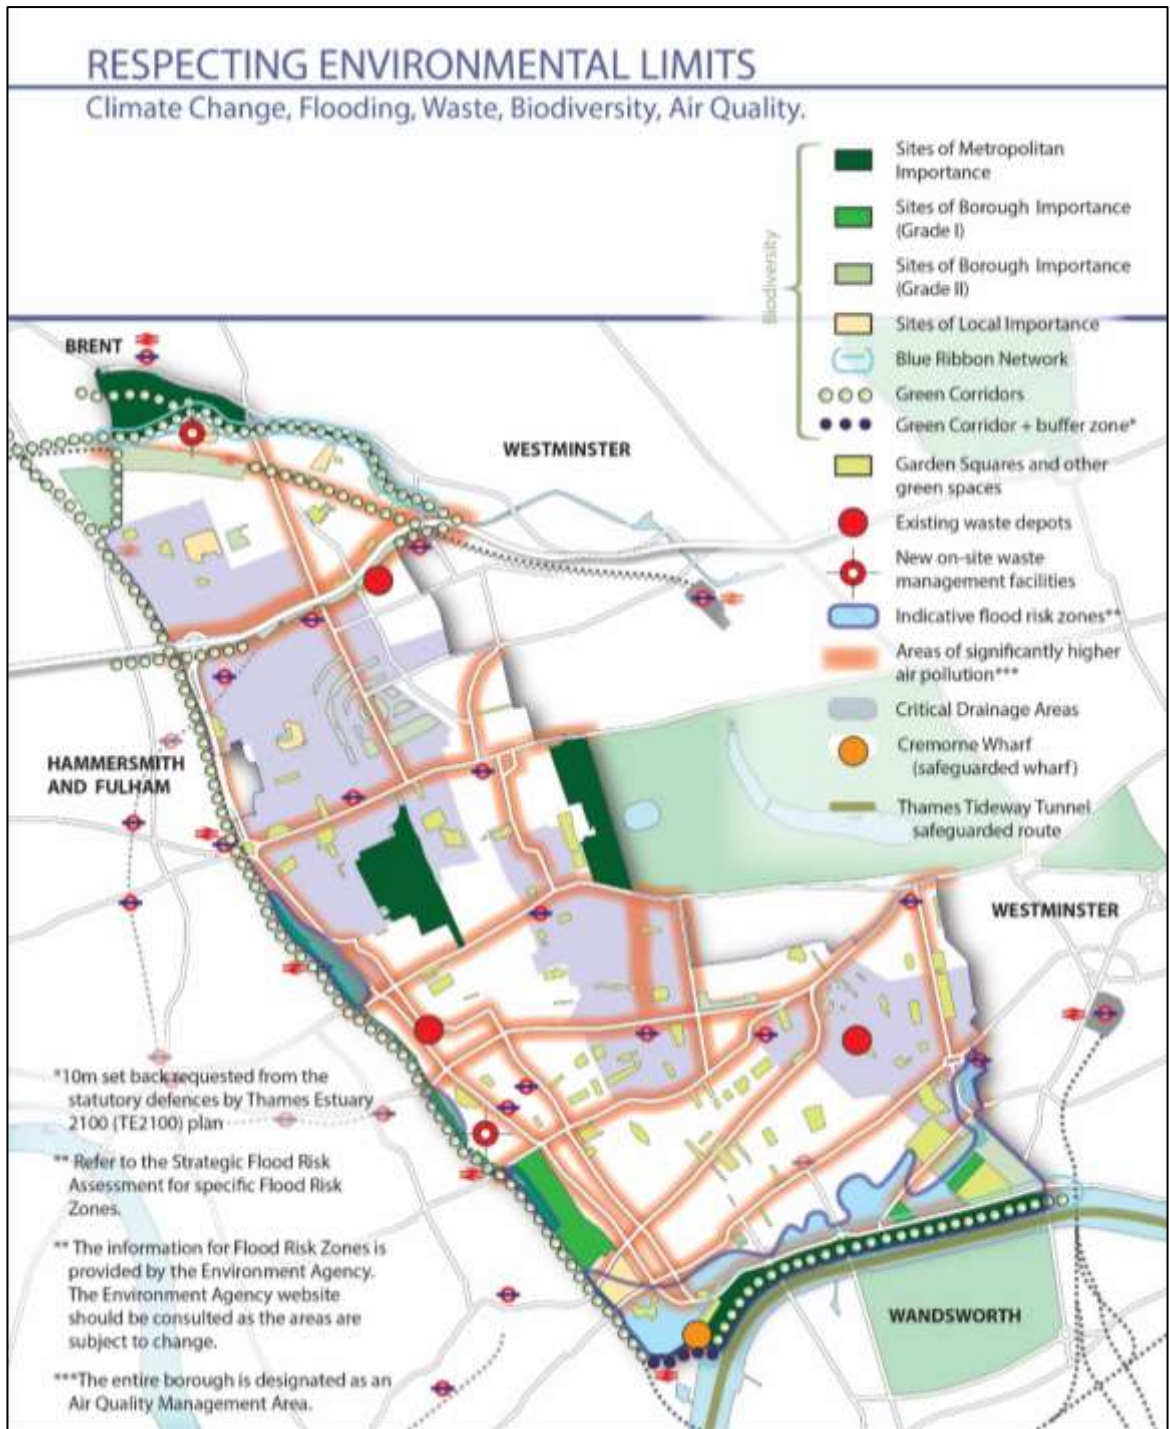 RESPECTING ENVIRONMENTAL LIMITS
Climate Change, Flooding, Waste, Biodiversity, Air Quality.
Biodiversity
Sites of Metropolitan
Importance
Sites of Borough Importance
(Grade I)
Sites of Borough Importance
(Grade II)
Sites of Local Importance
Blue Ribbon Network
Green Corridors
Green Corridor + buffer zone*
Garden Squares and other
green spaces
Existing waste depots
New on-site waste
management facilities
Indicative flood risk zones**
Areas of significantly higher
air pollution***
Critical Drainage Areas
Cremorne Wharf
(safeguarded wharf)
Thames Tideway Tunnel
safeguarded route
BRENT
WESTMINSTER
HAMMERSMITH
AND FULHAM
WESTMINSTER
WANDSWORTH
*10m set back requested from the
statutory defences by Thames Estuary
2100 (TE2100) plan
** Refer to the Strategic Flood Risk
Assessment for specific Flood Risk
Zones.
** The information for Flood Risk Zones is
provided by the Environment Agency.
The Environment Agency website
should be consulted as the areas are
subject to change.
***The entire borough is designated as an
Air Quality Management Area.